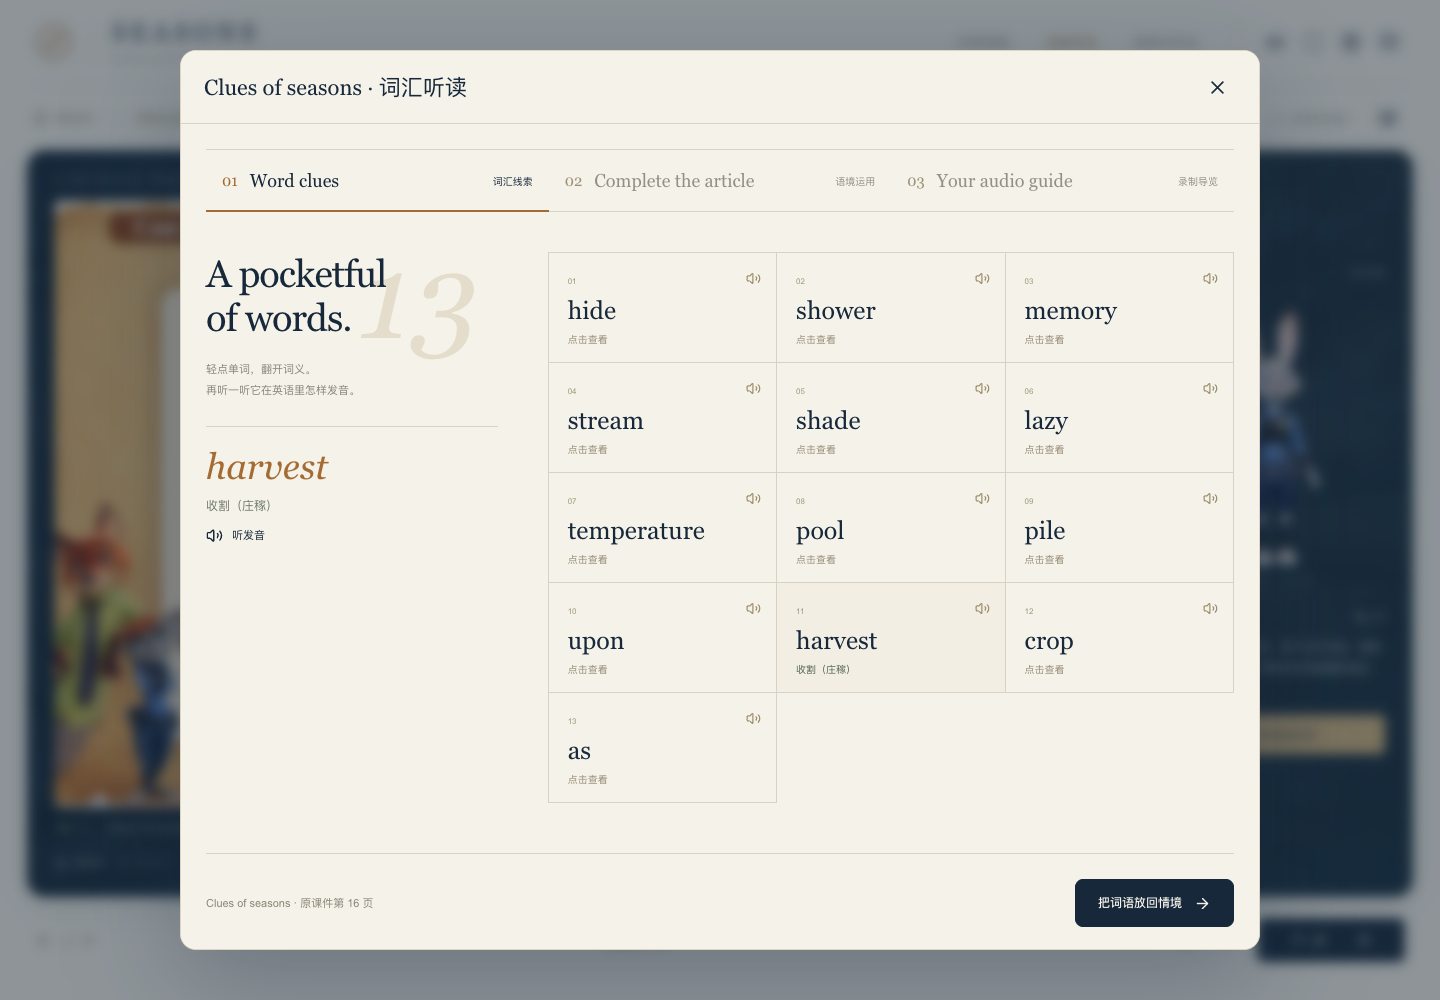 Clues of seasons · 词汇听读
01 Word clues 词汇线索
02 Complete the article 语境运用
03 Your audio guide 录制导览
A pocketful
of words.
13
轻点单词，翻开词义。
再听一听它在英语里怎样发音。
harvest
收割（庄稼）
听发音
01
hide
点击查看
02
shower
点击查看
03
memory
点击查看
04
stream
点击查看
05
shade
点击查看
06
lazy
点击查看
07
temperature
点击查看
08
pool
点击查看
09
pile
点击查看
10
upon
点击查看
11
harvest
收割（庄稼）
12
crop
点击查看
13
as
点击查看
Clues of seasons · 原课件第 16 页
把词语放回情境